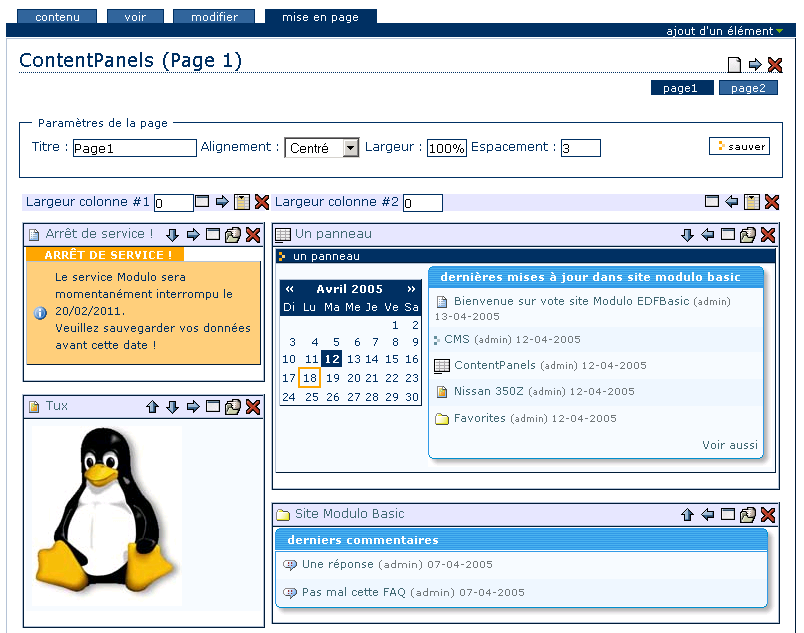 contenu voir modifier mise en page
ajout d'un élément
ContentPanels (Page 1)
page1 page2
Paramètres de la page
Titre : Page1 Alignement : Centré Largeur : 100% Espacement : 3 sauver
Largeur colonne #1 0 Largeur colonne #2 0
Arrêt de service !
ARRÊT DE SERVICE !
Le service Modulo sera
momentanément interrompu le
20/02/2011.
Veuillez sauvegarder vos données
avant cette date !
Tux
Un panneau
un panneau
« Avril 2005 »
Di Lu Ma Me Je Ve Sa
1 2
3 4 5 6 7 8 9
10 11 12 13 14 15 16
17 18 19 20 21 22 23
24 25 26 27 28 29 30
dernières mises à jour dans site modulo basic
Bienvenue sur vote site Modulo EDFBasic (admin)
13-04-2005
CMS (admin) 12-04-2005
ContentPanels (admin) 12-04-2005
Nissan 350Z (admin) 12-04-2005
Favorites (admin) 12-04-2005
Voir aussi
Site Modulo Basic
derniers commentaires
Une réponse (admin) 07-04-2005
Pas mal cette FAQ (admin) 07-04-2005